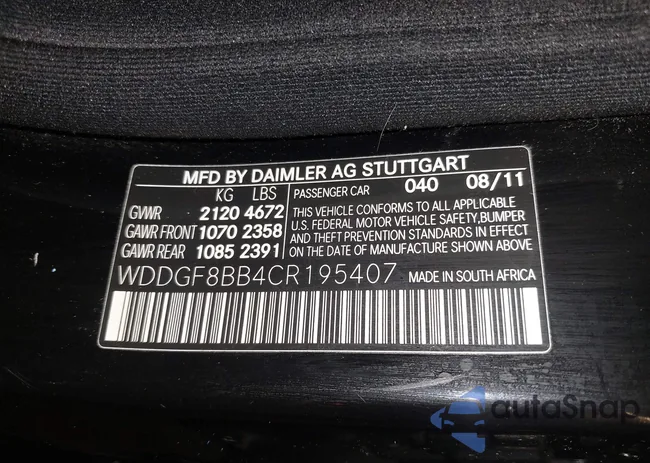 MFD BY DAIMLER AG STUTTGART
KG LBS
GVWR 2120 4672
GAWR FRONT 1070 2358
GAWR REAR 1085 2391
PASSENGER CAR 040 08/11
THIS VEHICLE CONFORMS TO ALL APPLICABLE
U.S. FEDERAL MOTOR VEHICLE SAFETY, BUMPER
AND THEFT PREVENTION STANDARDS IN EFFECT
ON THE DATE OF MANUFACTURE SHOWN ABOVE.
WDDGF8BB4CR195407 MADE IN SOUTH AFRICA
autoSnap